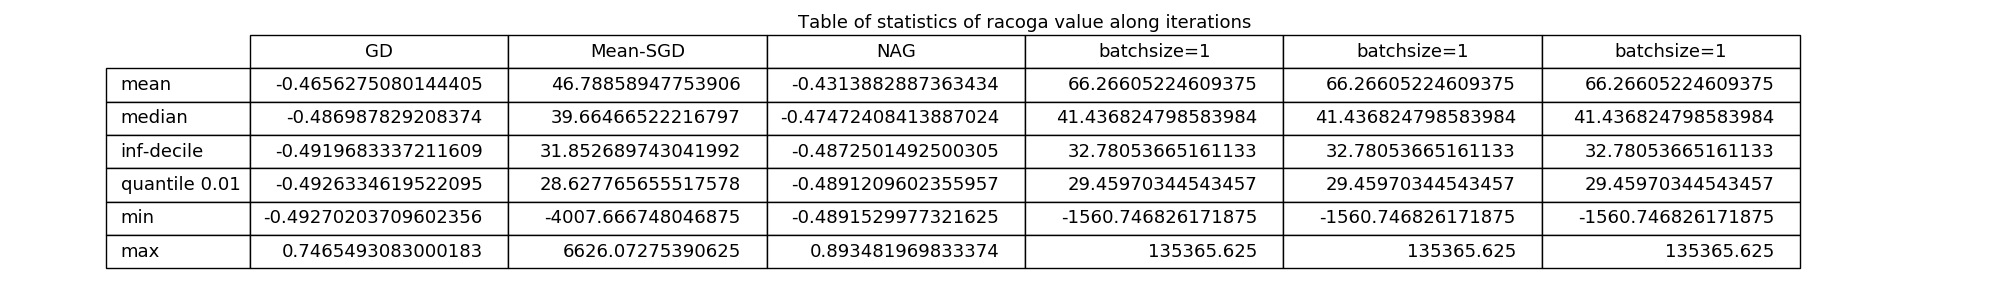 Table of statistics of racoga value along iterations
GD Mean-SGD NAG batchsize=1 batchsize=1 batchsize=1
mean -0.4656275080144405 46.78858947753906 -0.4313882887363434 66.26605224609375 66.26605224609375 66.26605224609375
median -0.486987829208374 39.66466522216797 -0.47472408413887024 41.436824798583984 41.436824798583984 41.436824798583984
inf-decile -0.4919683337211609 31.852689743041992 -0.4872501492500305 32.78053665161133 32.78053665161133 32.78053665161133
quantile 0.01 -0.4926334619522095 28.627765655517578 -0.4891209602355957 29.45970344543457 29.45970344543457 29.45970344543457
min -0.49270203709602356 -4007.666748046875 -0.4891529977321625 -1560.746826171875 -1560.746826171875 -1560.746826171875
max 0.7465493083000183 6626.07275390625 0.893481969833374 135365.625 135365.625 135365.625